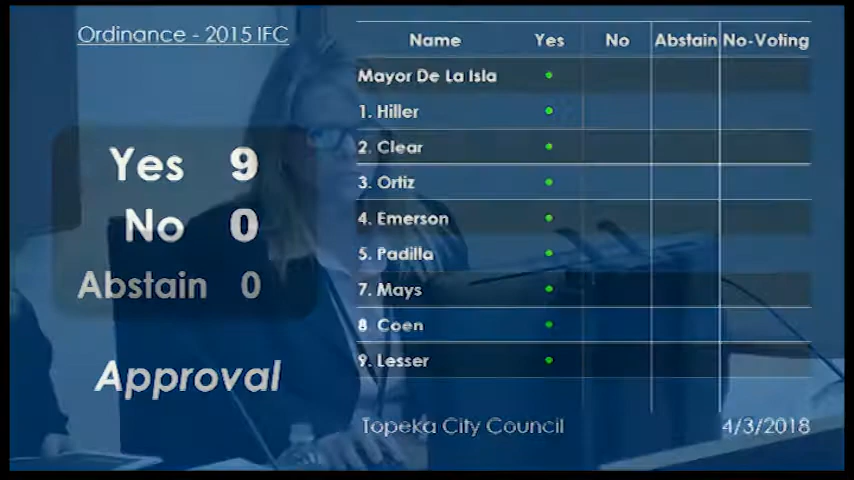 Ordinance - 2015 IFC
Yes 9
No 0
Abstain 0
Approval
Name Yes No Abstain No-Voting
Mayor De La Isla
1. Hiller
2. Clear
3. Ortiz
4. Emerson
5. Padilla
7. Mays
8 Coen
9. Lesser
Topeka City Council 4/3/2018